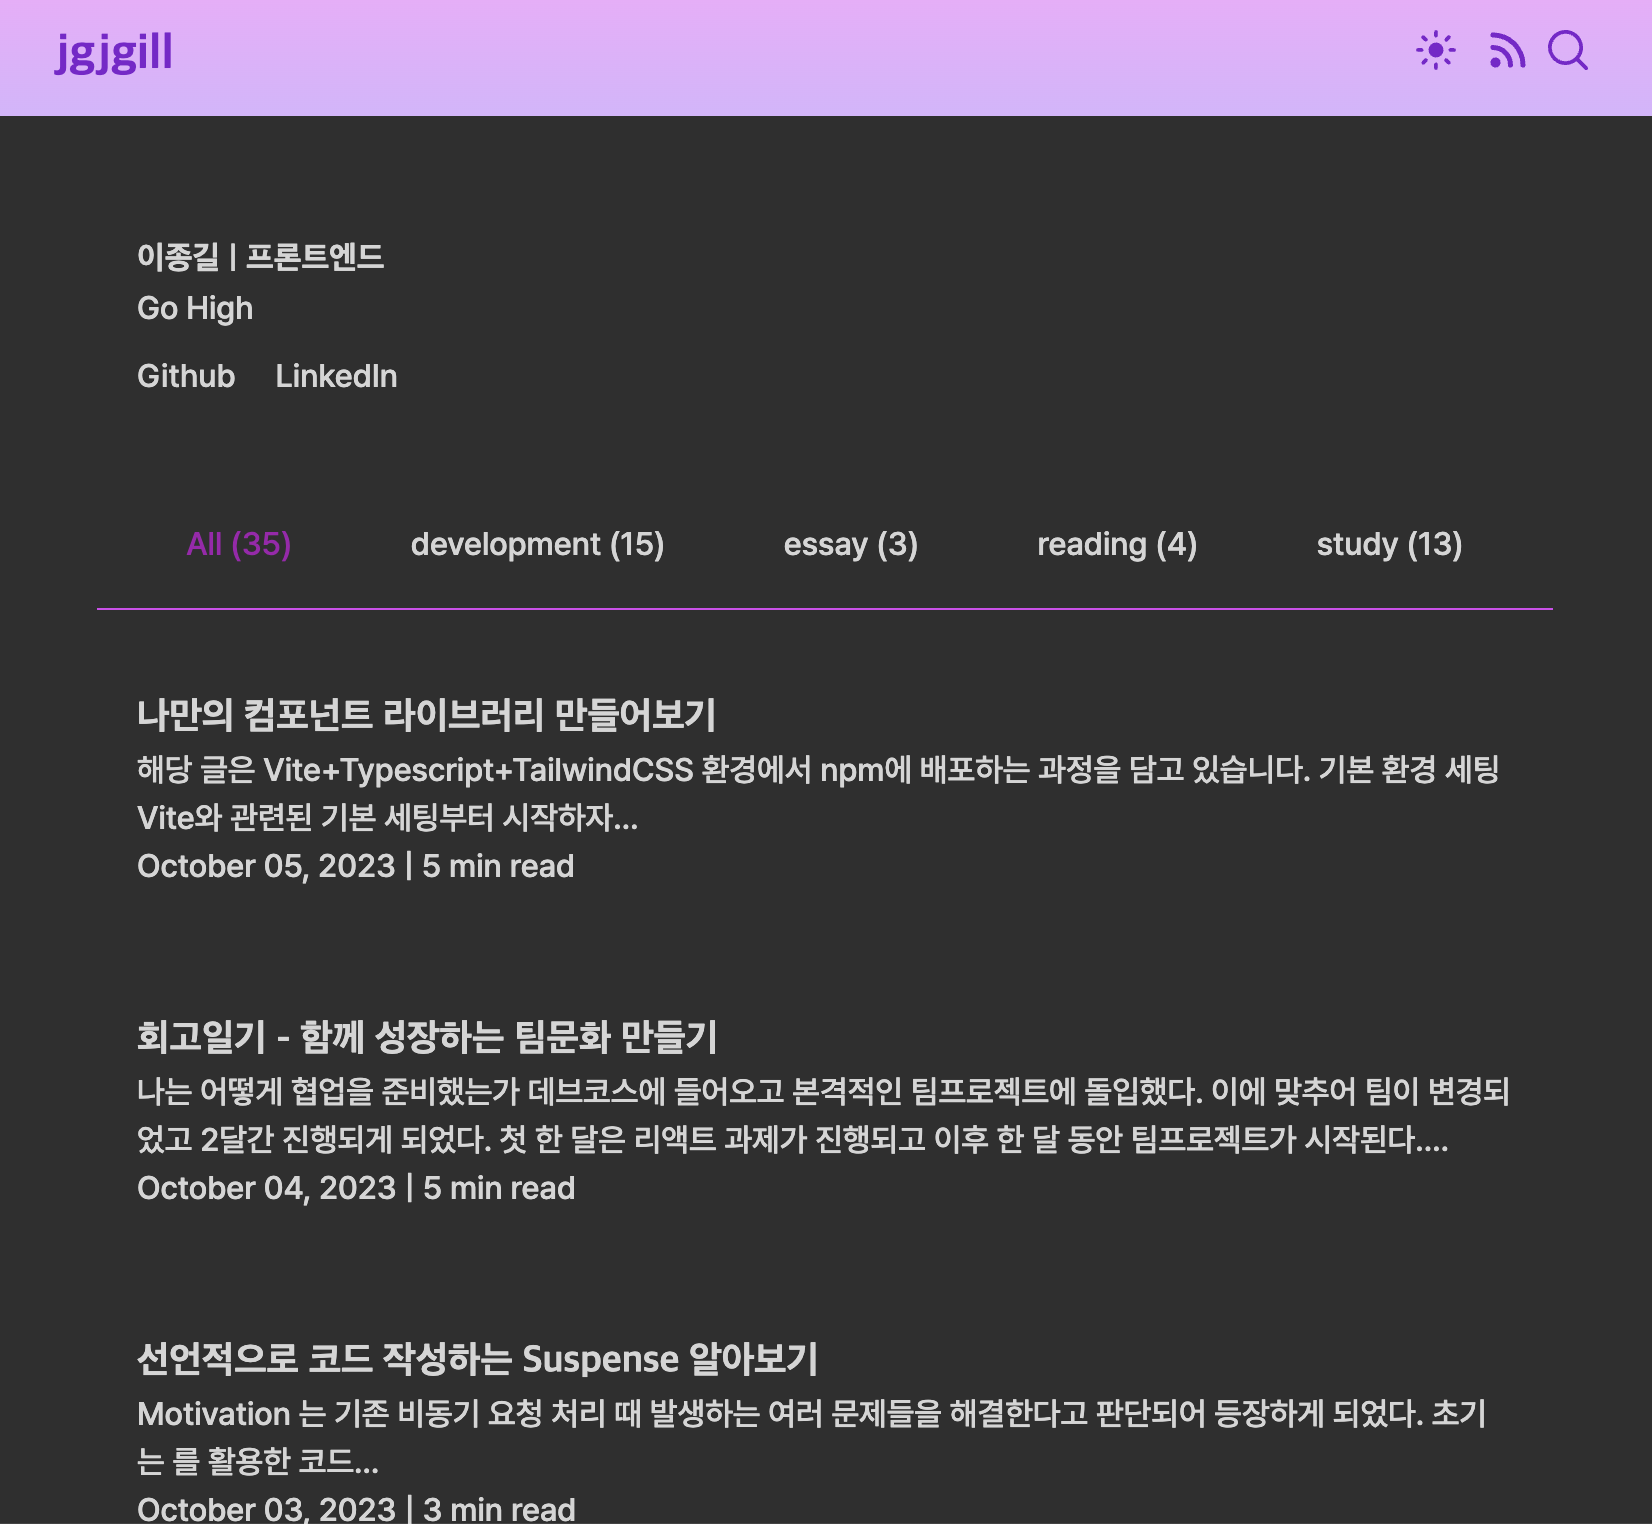 jgjgill
이종길 | 프론트엔드
Go High
Github LinkedIn
All (35) development (15) essay (3) reading (4) study (13)
나만의 컴포넌트 라이브러리 만들어보기
해당 글은 Vite+Typescript+TailwindCSS 환경에서 npm에 배포하는 과정을 담고 있습니다. 기본 환경 세팅
Vite와 관련된 기본 세팅부터 시작하자...
October 05, 2023 | 5 min read
회고일기 - 함께 성장하는 팀문화 만들기
나는 어떻게 협업을 준비했는가 데브코스에 들어오고 본격적인 팀프로젝트에 돌입했다. 이에 맞추어 팀이 변경되
었고 2달간 진행되게 되었다. 첫 한 달은 리액트 과제가 진행되고 이후 한 달 동안 팀프로젝트가 시작된다....
October 04, 2023 | 5 min read
선언적으로 코드 작성하는 Suspense 알아보기
Motivation 는 기존 비동기 요청 처리 때 발생하는 여러 문제들을 해결한다고 판단되어 등장하게 되었다. 초기
는 를 활용한 코드...
October 03, 2023 | 3 min read